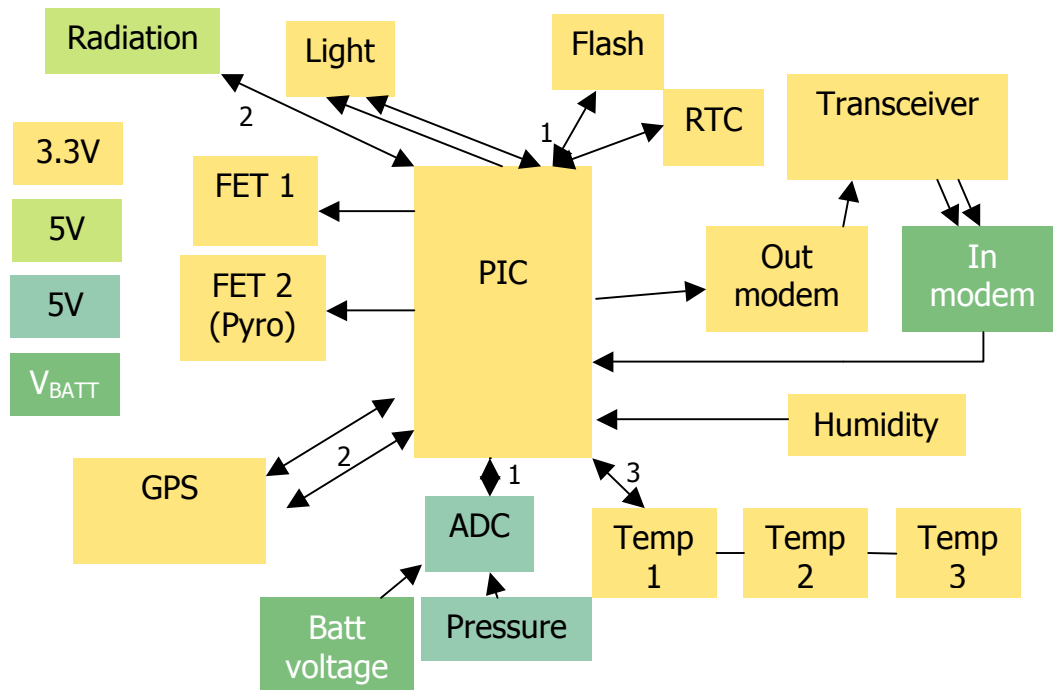 Radiation
Light
Flash
RTC
Transceiver
2
1
3.3V
5V
5V
VBATT
FET 1
FET 2
(Pyro)
PIC
Out
modem
In
modem
Humidity
GPS
2
1
3
ADC
Temp
1
Temp
2
Temp
3
Batt
voltage
Pressure